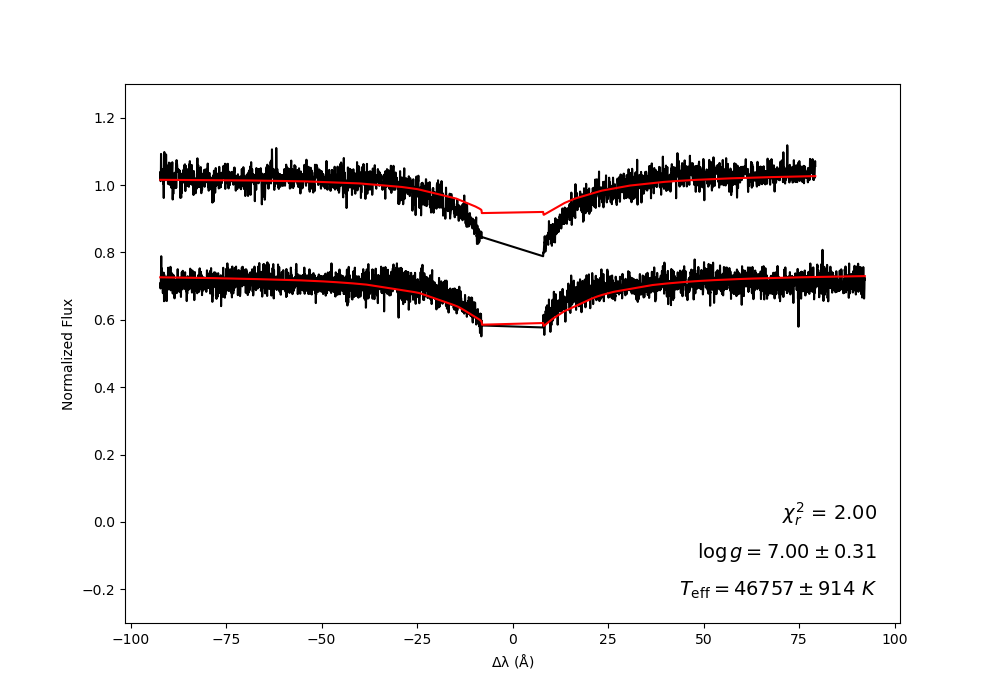 1.2
1.0
0.8
0.6
0.4
0.2
0.0
−0.2
Normalized Flux
χ²ᵣ = 2.00
log g = 7.00 ± 0.31
T_eff = 46757 ± 914 K
−100 −75 −50 −25 0 25 50 75 100
Δλ (Å)